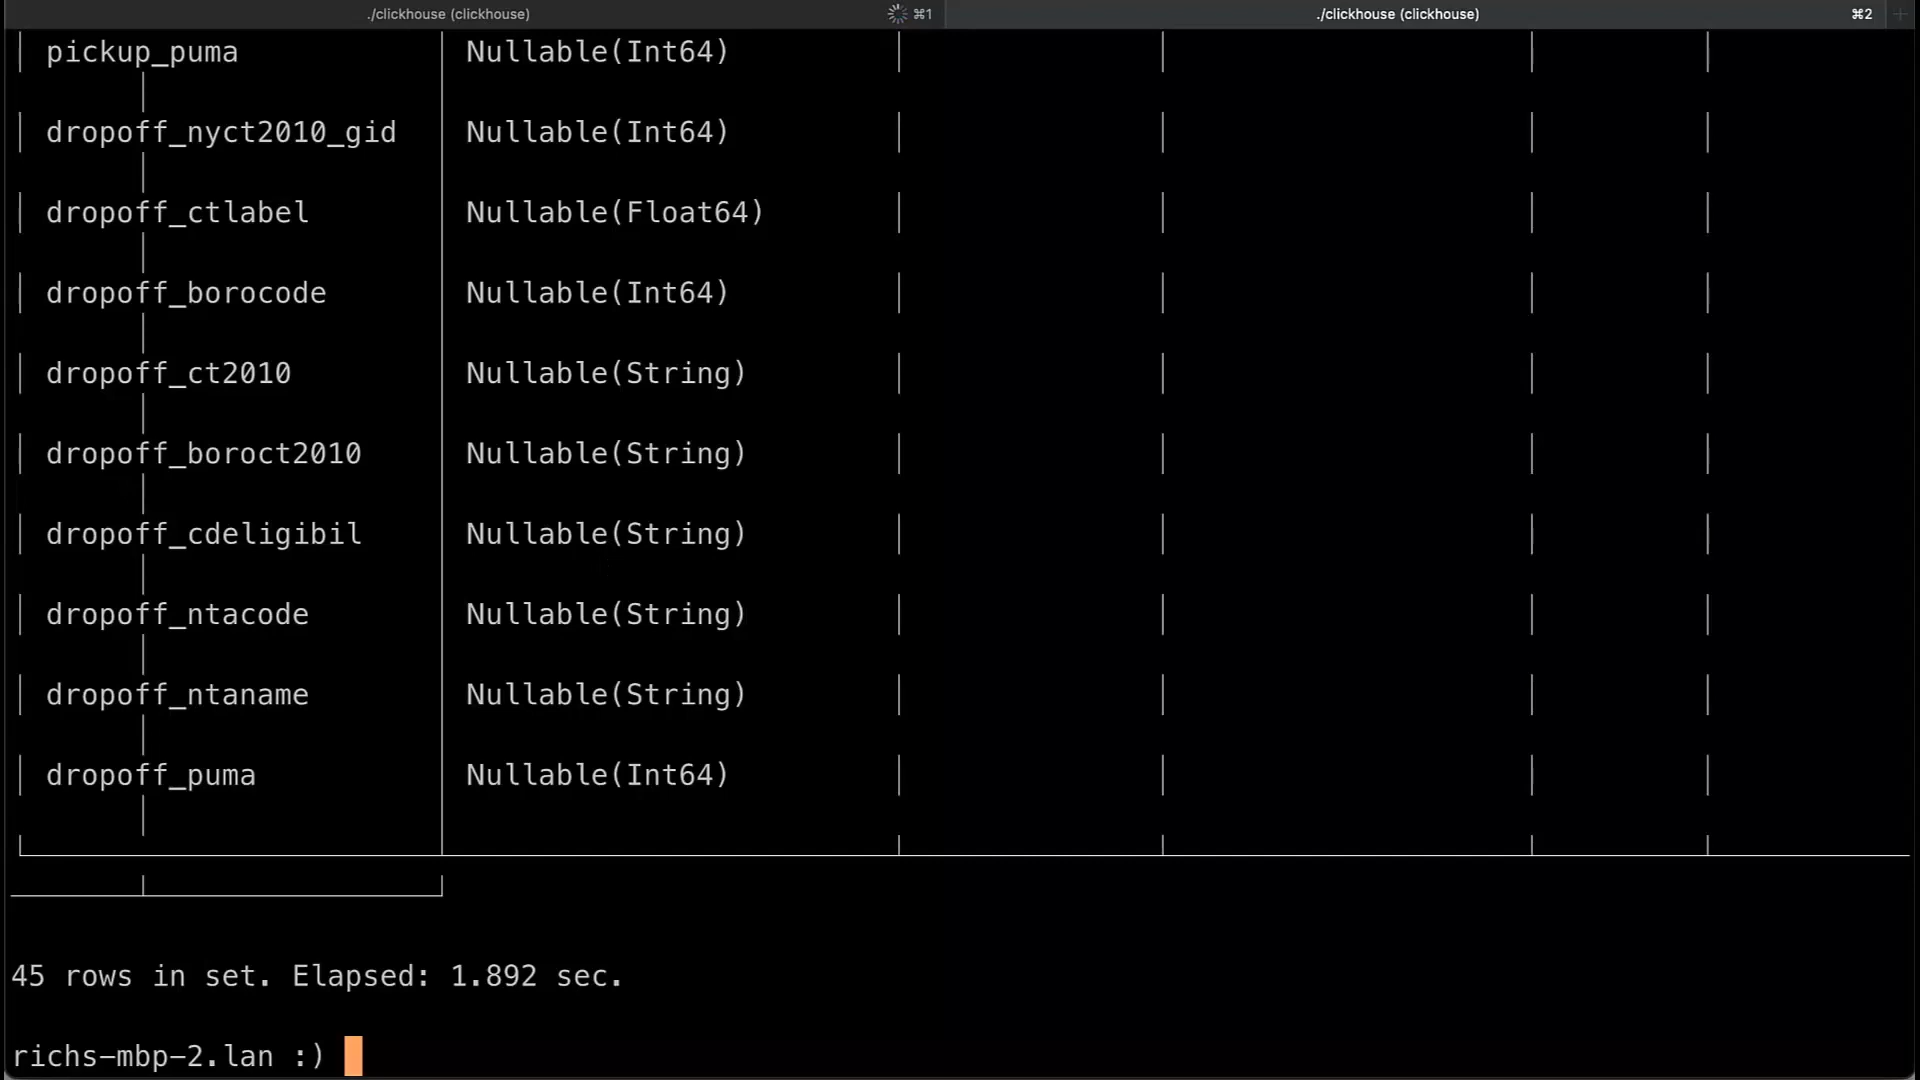 ./clickhouse (clickhouse) ⌘1 ./clickhouse (clickhouse) ⌘2 +
pickup_puma Nullable(Int64)
dropoff_nyct2010_gid Nullable(Int64)
dropoff_ctlabel Nullable(Float64)
dropoff_borocode Nullable(Int64)
dropoff_ct2010 Nullable(String)
dropoff_boroct2010 Nullable(String)
dropoff_cdeligibil Nullable(String)
dropoff_ntacode Nullable(String)
dropoff_ntaname Nullable(String)
dropoff_puma Nullable(Int64)
45 rows in set. Elapsed: 1.892 sec.
richs-mbp-2.lan :)